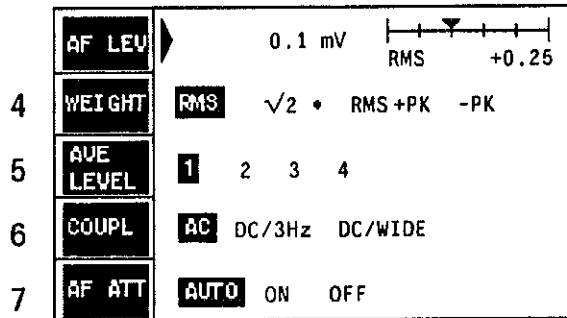 AF LEV 0.1 mV RMS +0.25
4 WEIGHT RMS √2 • RMS +PK -PK
5 AVE LEVEL 1 2 3 4
6 COUPL AC DC/3Hz DC/WIDE
7 AF ATT AUTO ON OFF